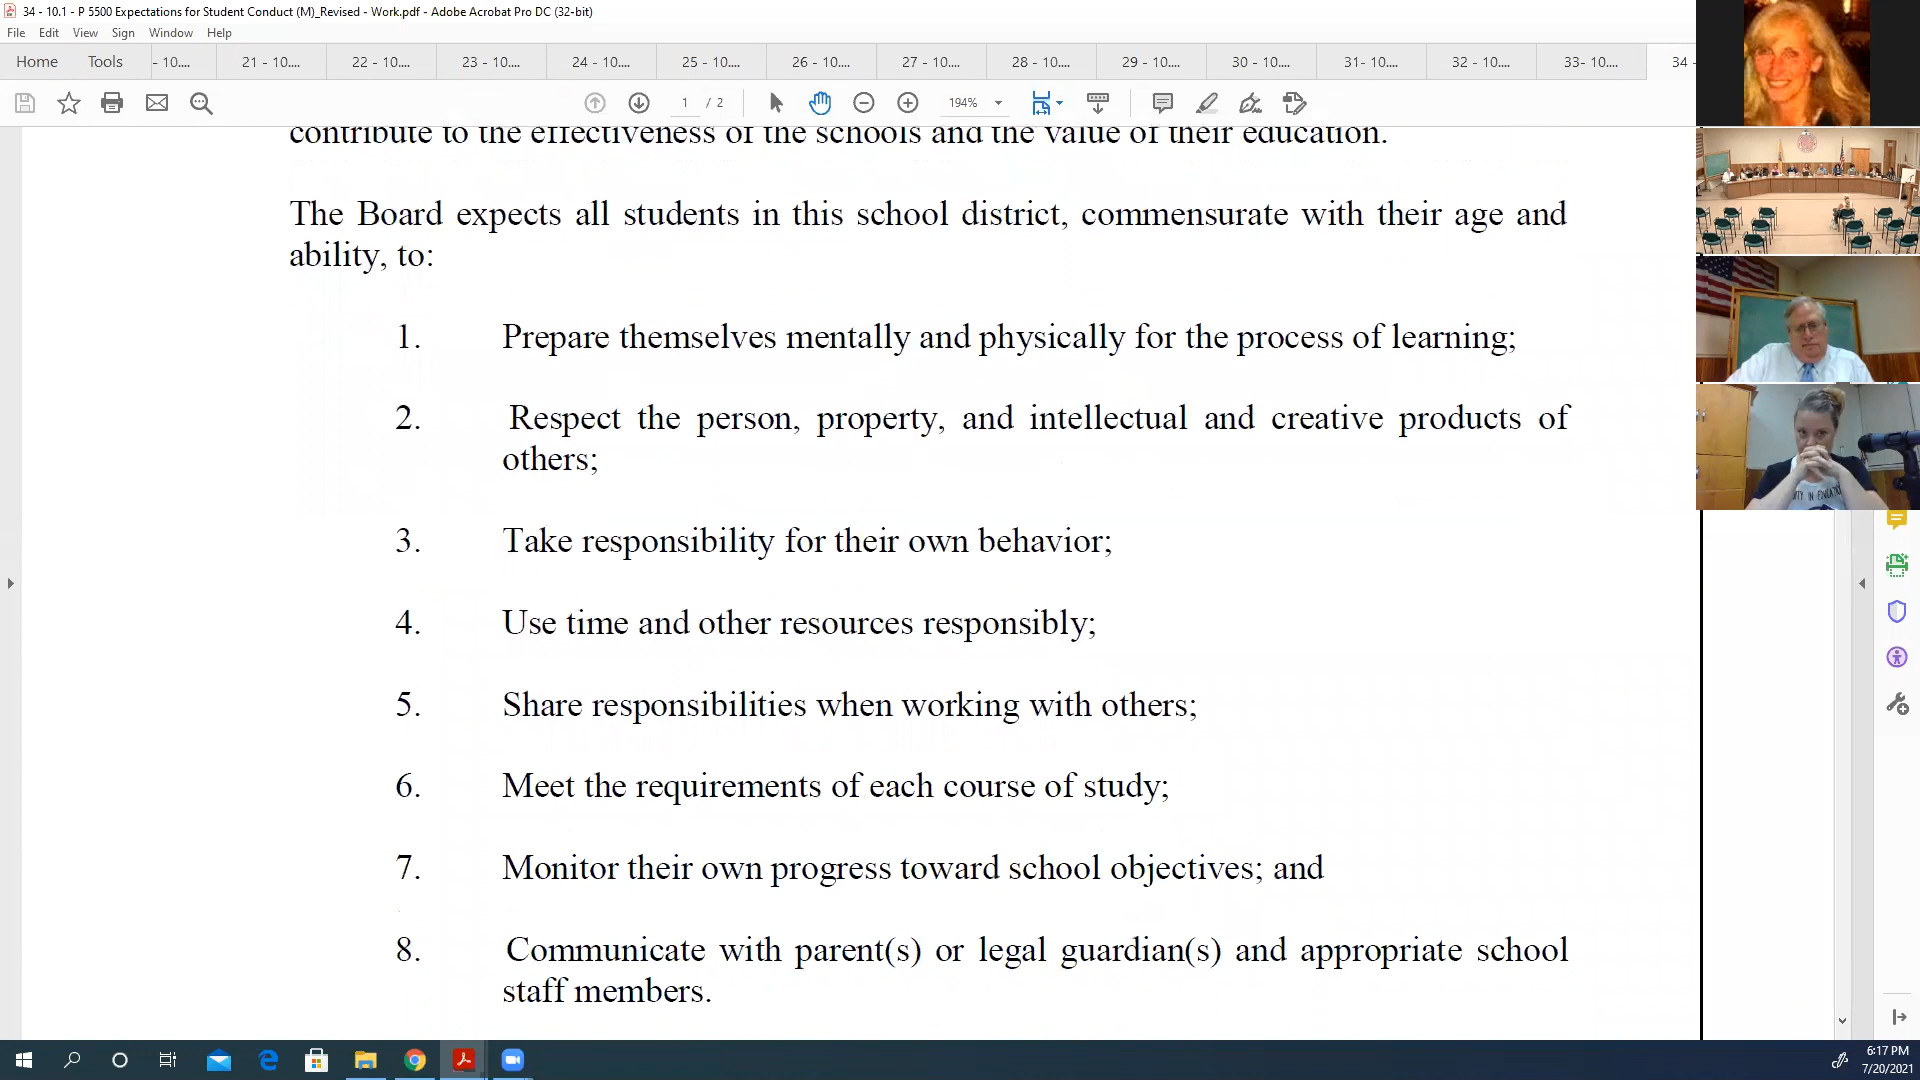 34 - 10.1 - P 5500 Expectations for Student Conduct (M)_Revised - Work.pdf - Adobe Acrobat Pro DC (32-bit)
File Edit View Sign Window Help
Home Tools - 10.... 21 - 10.... 22 - 10.... 23 - 10.... 24 - 10.... 25 - 10.... 26 - 10.... 27 - 10.... 28 - 10.... 29 - 10.... 30 - 10.... 31- 10.... 32 - 10.... 33- 10.... 34 -
1 / 2 194%
contribute to the effectiveness of the schools and the value of their education.
The Board expects all students in this school district, commensurate with their age and
ability, to:
1. Prepare themselves mentally and physically for the process of learning;
2. Respect the person, property, and intellectual and creative products of
others;
3. Take responsibility for their own behavior;
4. Use time and other resources responsibly;
5. Share responsibilities when working with others;
6. Meet the requirements of each course of study;
7. Monitor their own progress toward school objectives; and
8. Communicate with parent(s) or legal guardian(s) and appropriate school
staff members.
6:17 PM
7/20/2021